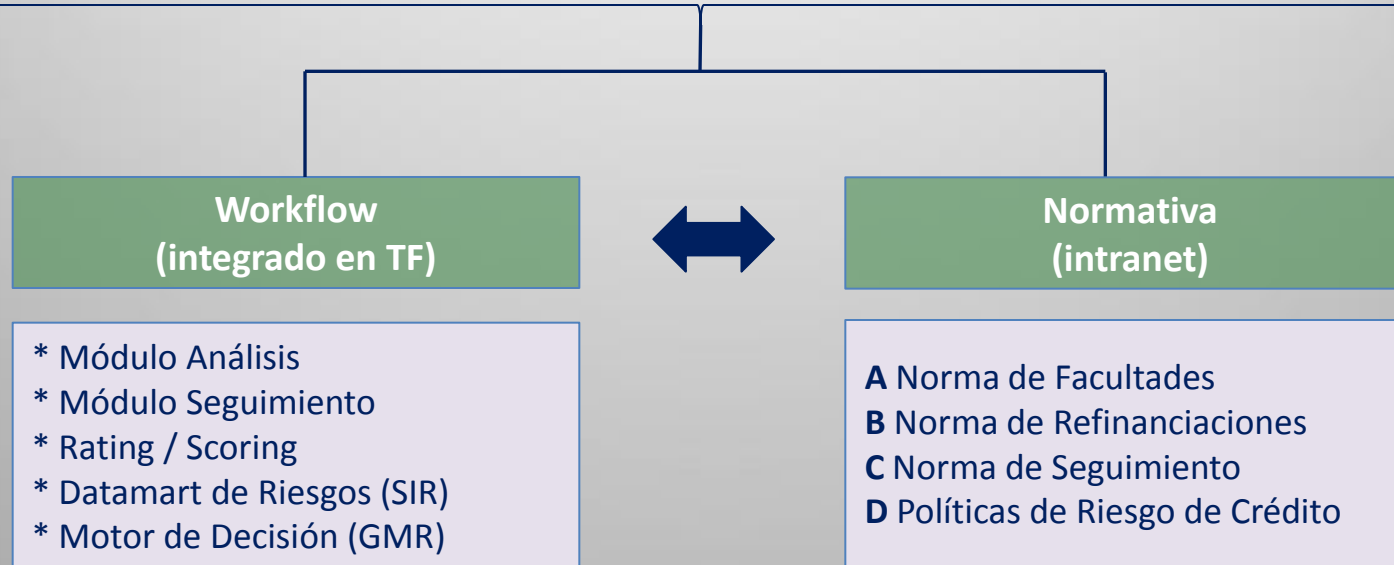 Workflow
(integrado en TF)
* Módulo Análisis
* Módulo Seguimiento
* Rating / Scoring
* Datamart de Riesgos (SIR)
* Motor de Decisión (GMR)
Normativa
(intranet)
A Norma de Facultades
B Norma de Refinanciaciones
C Norma de Seguimiento
D Políticas de Riesgo de Crédito